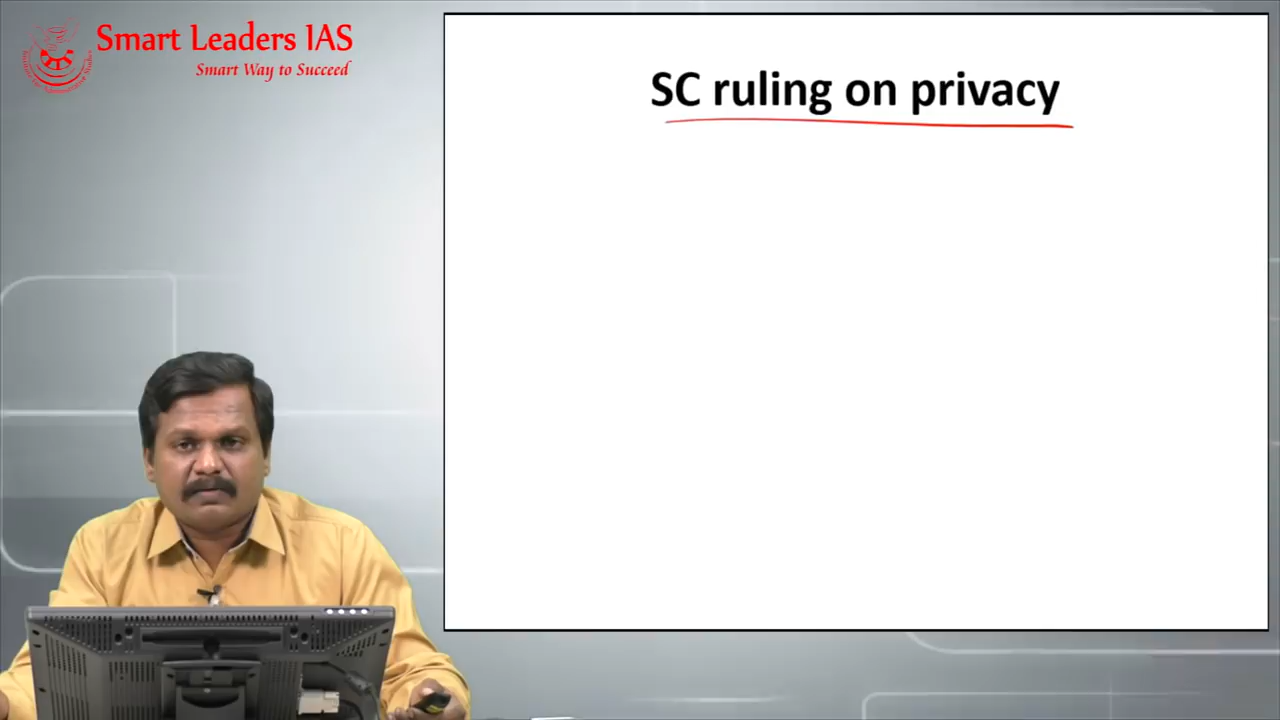 Smart Leaders IAS
Smart Way to Succeed
SC ruling on privacy